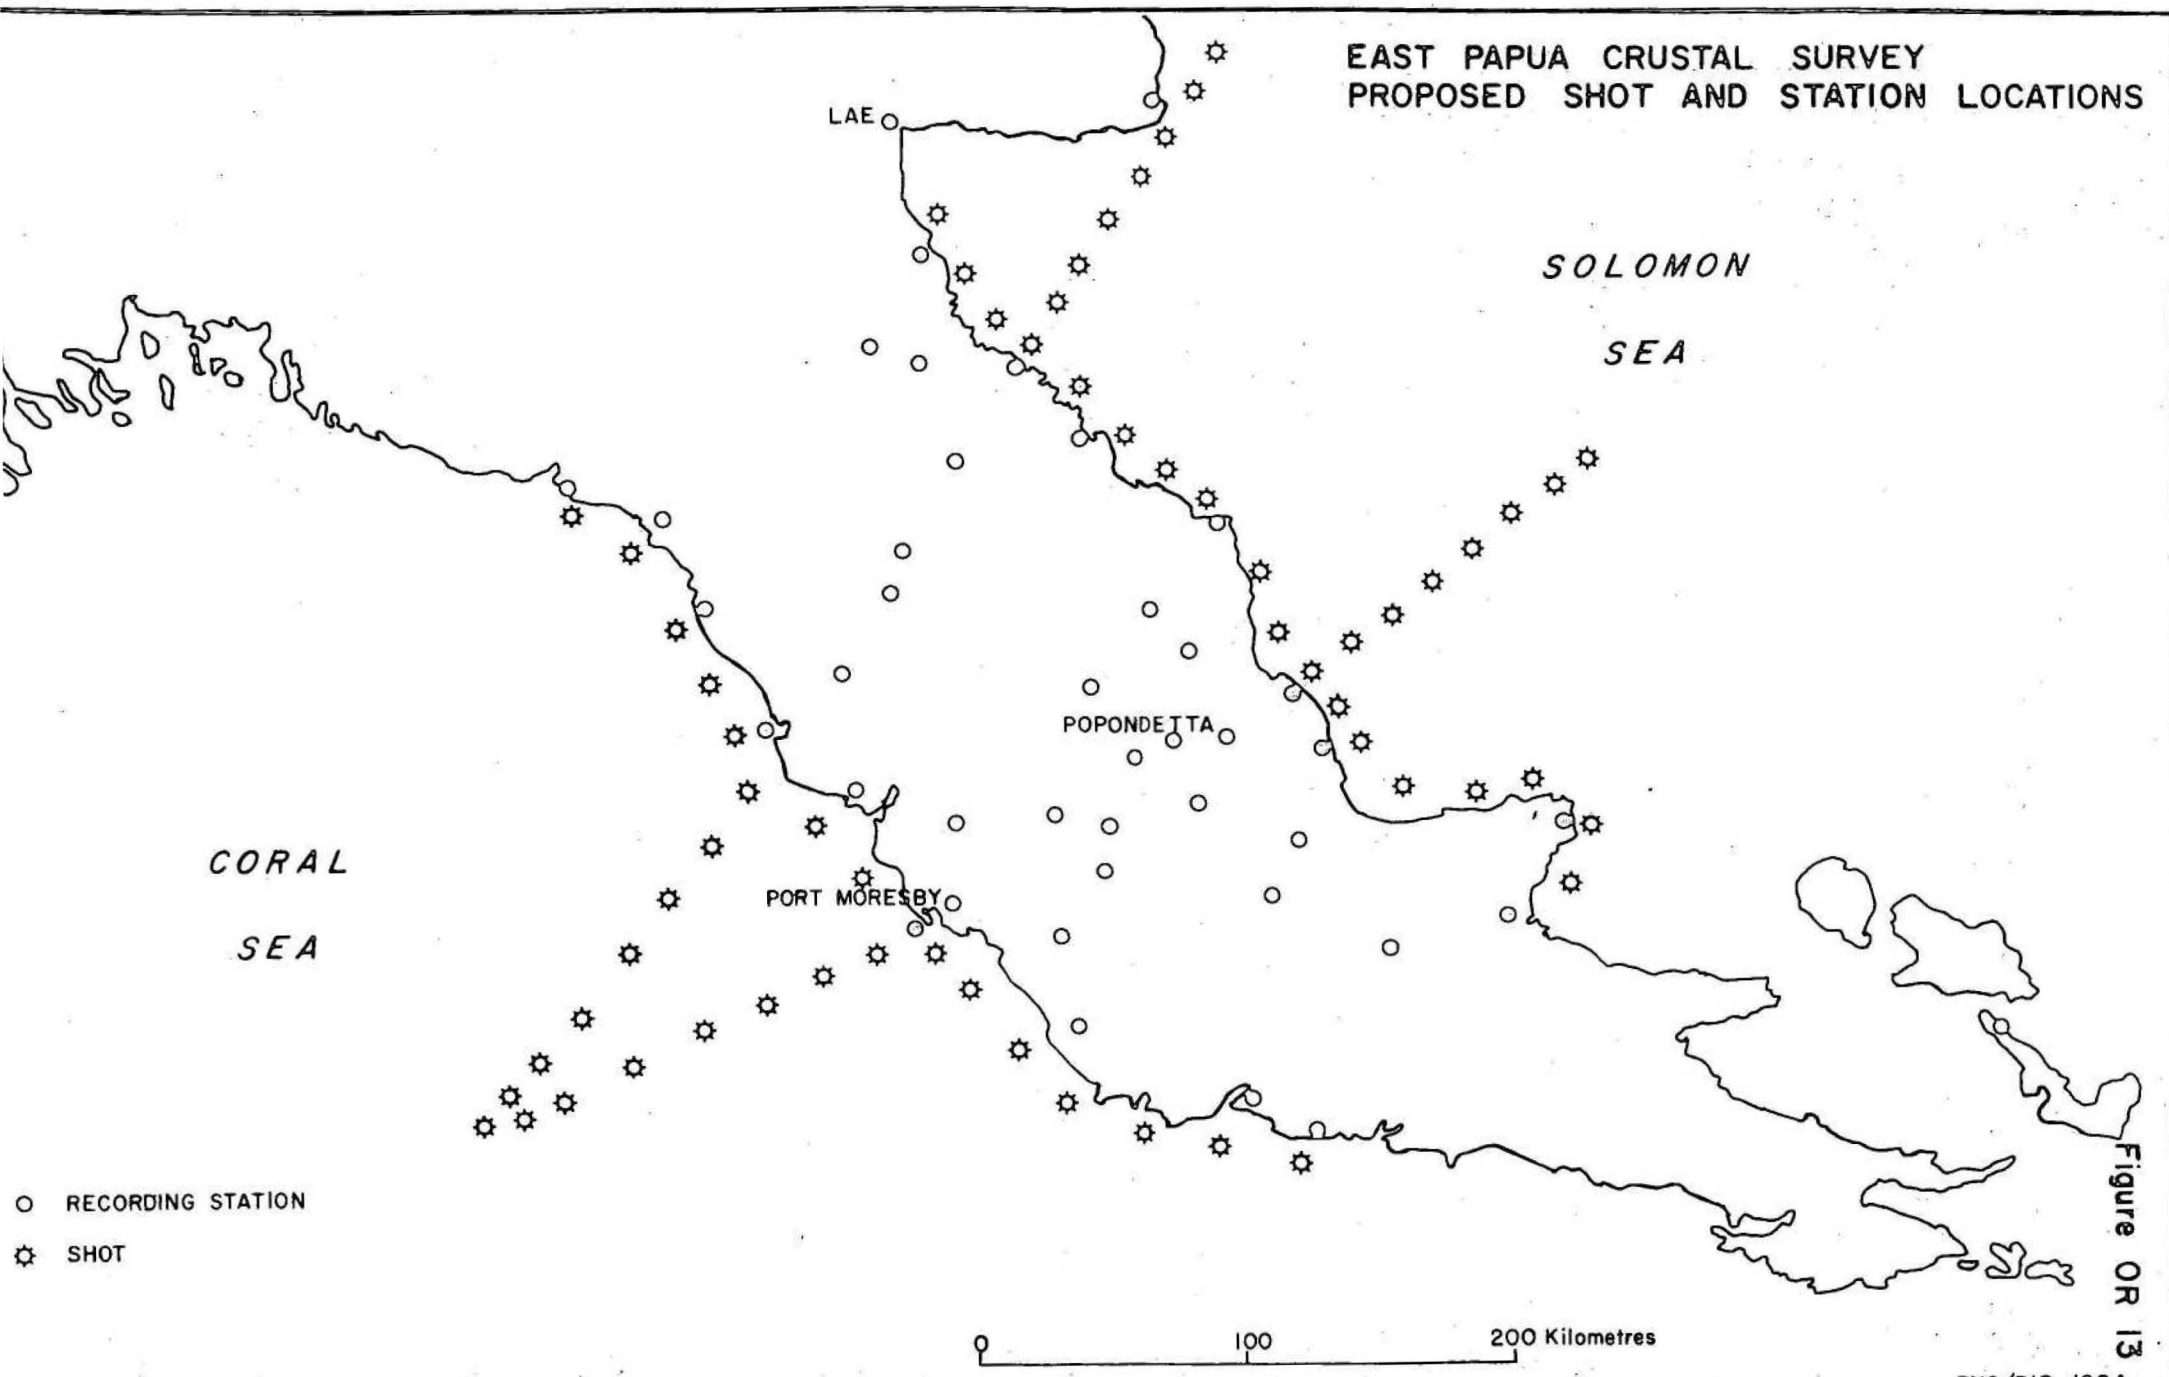 EAST PAPUA CRUSTAL SURVEY
PROPOSED SHOT AND STATION LOCATIONS
LAE
SOLOMON
SEA
POPONDETTA
CORAL
SEA
PORT MORESBY
RECORDING STATION
SHOT
0 100 200 Kilometres
Figure OR 13